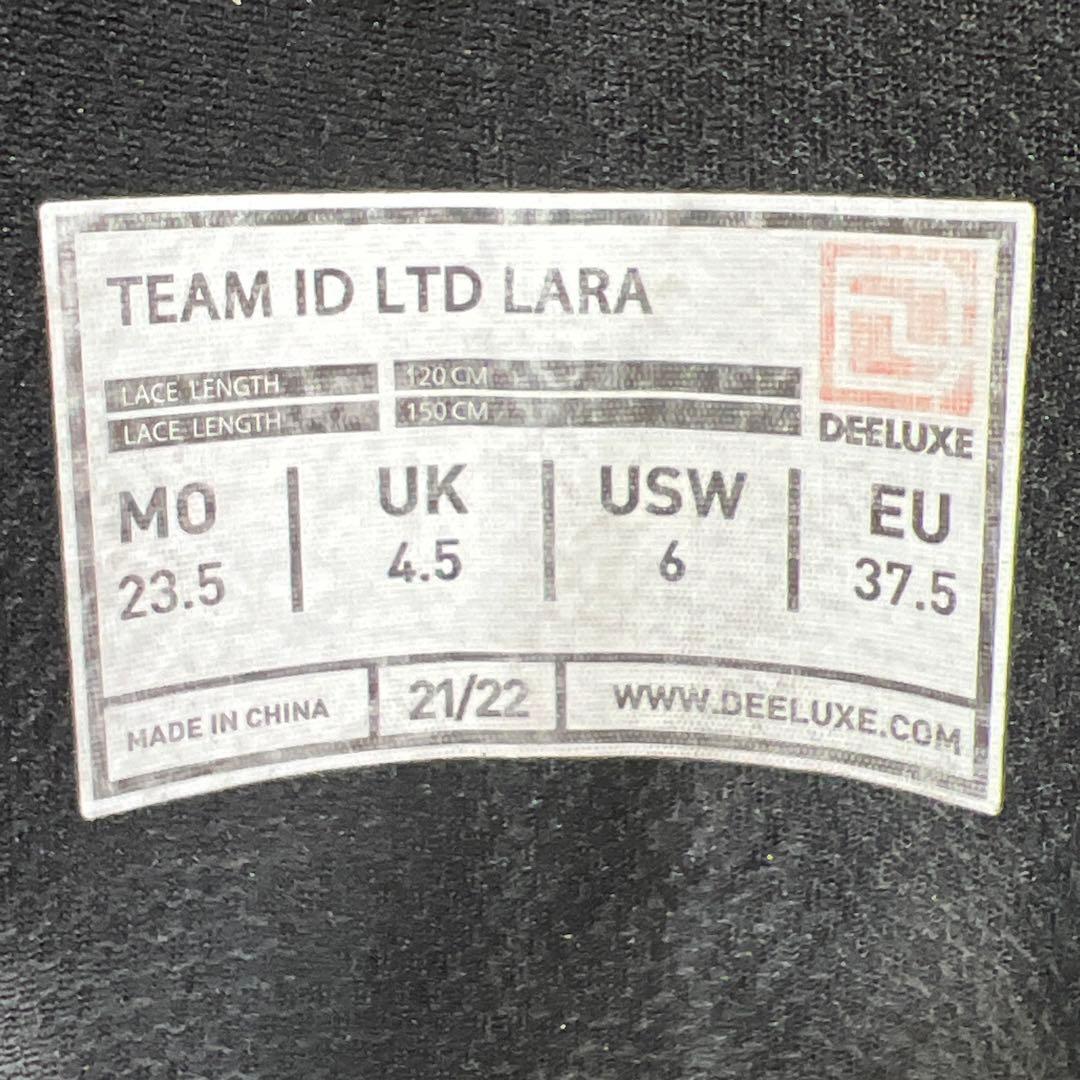 TEAM ID LTD LARA
LACE LENGTH 120 CM
LACE LENGTH 150 CM
DEELUXE
MO UK USW EU
23.5 4.5 6 37.5
MADE IN CHINA 21/22 WWW.DEELUXE.COM